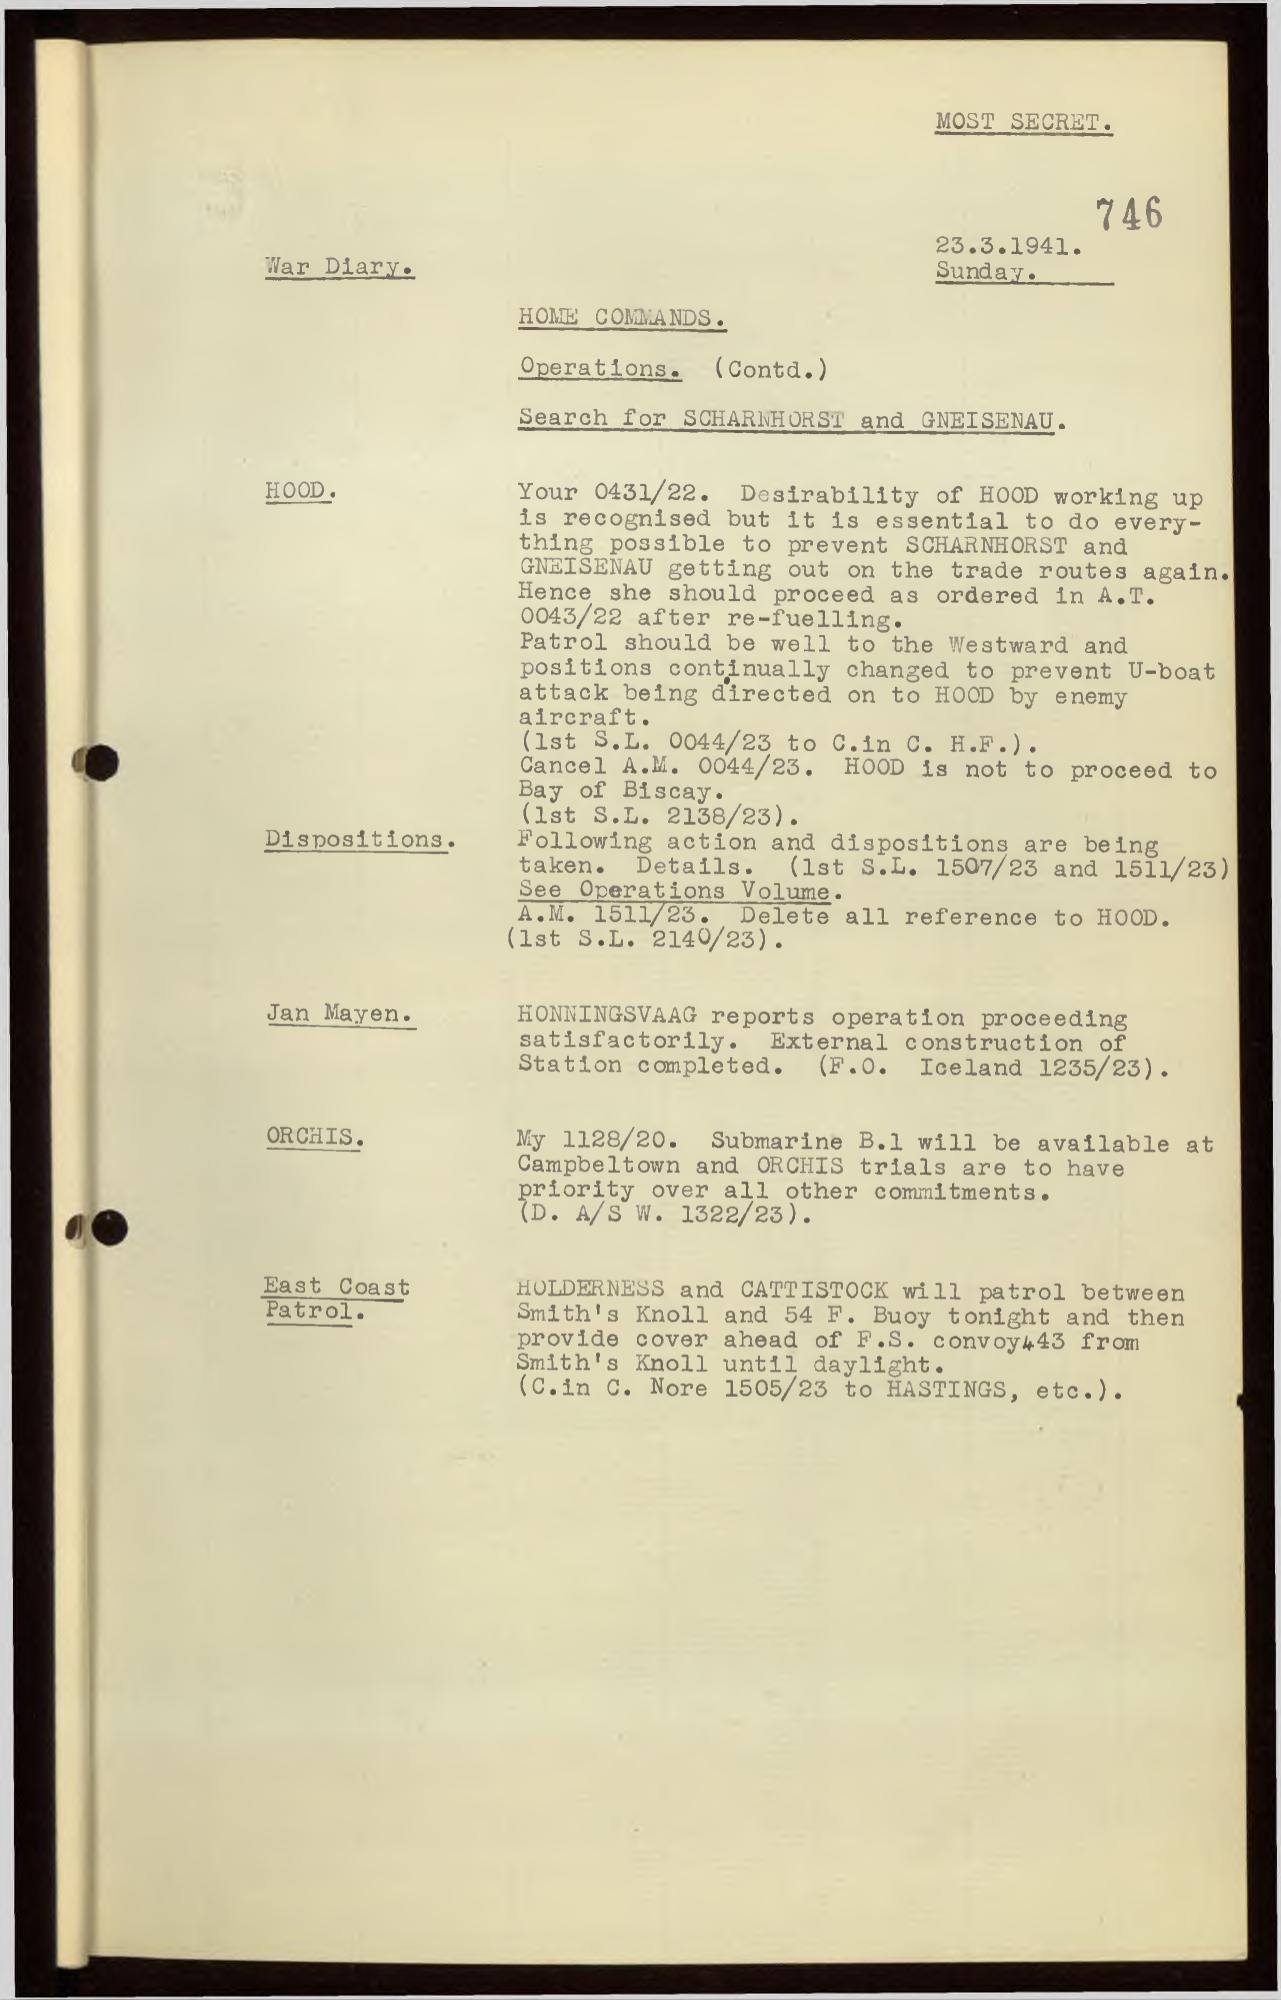 MOST SECRET.
746
23.3.1941.
War Diary.
Sunday.
HOME COMMANDS.
Operations. (Contd.)
Search for SCHARNHORST and GNEISENAU.
HOOD. Your 0431/22. Desirability of HOOD working up
is recognised but it is essential to do every-
thing possible to prevent SCHARNHORST and
GNEISENAU getting out on the trade routes again.
Hence she should proceed as ordered in A.T.
0043/22 after re-fuelling.
Patrol should be well to the Westward and
positions continually changed to prevent U-boat
attack being directed on to HOOD by enemy
aircraft.
(1st S.L. 0044/23 to C.in C. H.F.).
Cancel A.M. 0044/23. HOOD is not to proceed to
Bay of Biscay.
(1st S.L. 2138/23).
Dispositions. Following action and dispositions are being
taken. Details. (1st S.L. 1507/23 and 1511/23)
See Operations Volume.
A.M. 1511/23. Delete all reference to HOOD.
(1st S.L. 2140/23).
Jan Mayen. HONNINGSVAAG reports operation proceeding
satisfactorily. External construction of
Station completed. (F.O. Iceland 1235/23).
ORCHIS. My 1128/20. Submarine B.1 will be available at
Campbeltown and ORCHIS trials are to have
priority over all other commitments.
(D. A/S W. 1322/23).
East Coast HOLDERNESS and CATTISTOCK will patrol between
Patrol. Smith's Knoll and 54 F. Buoy tonight and then
provide cover ahead of F.S. convoy 443 from
Smith's Knoll until daylight.
(C.in C. Nore 1505/23 to HASTINGS, etc.).